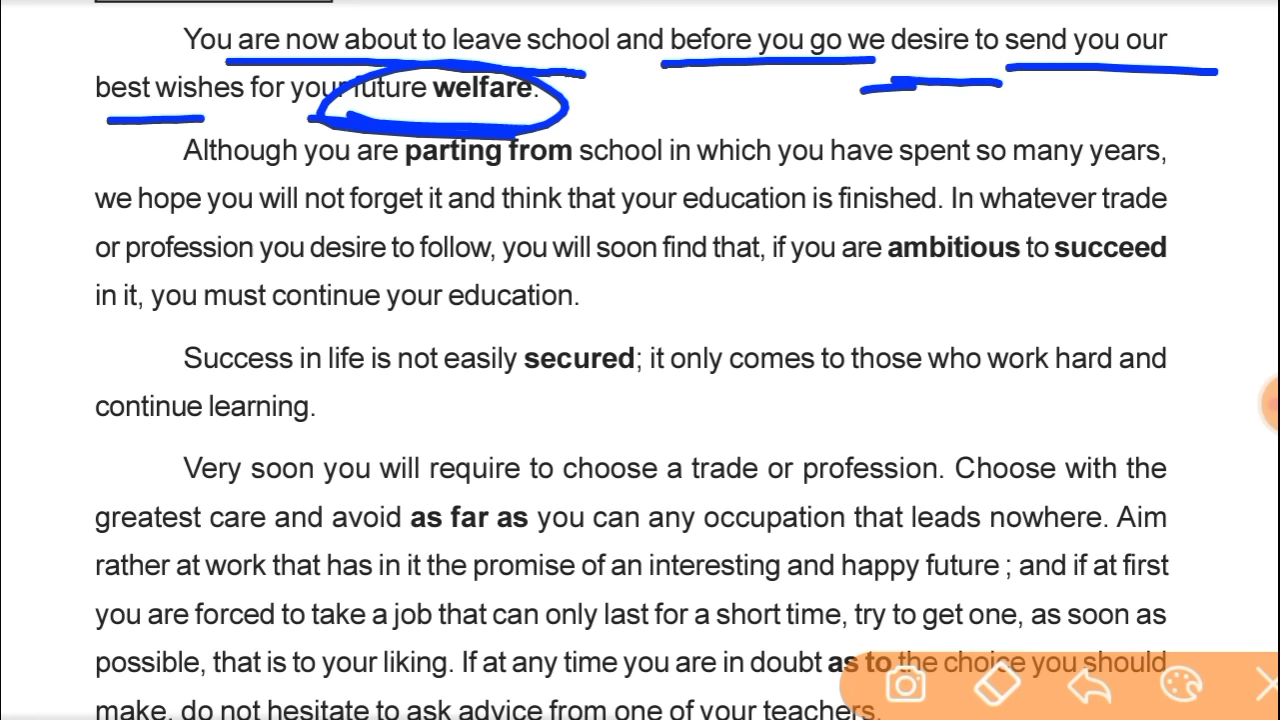 You are now about to leave school and before you go we desire to send you our
best wishes for your future welfare.
Although you are parting from school in which you have spent so many years,
we hope you will not forget it and think that your education is finished. In whatever trade
or profession you desire to follow, you will soon find that, if you are ambitious to succeed
in it, you must continue your education.
Success in life is not easily secured; it only comes to those who work hard and
continue learning.
Very soon you will require to choose a trade or profession. Choose with the
greatest care and avoid as far as you can any occupation that leads nowhere. Aim
rather at work that has in it the promise of an interesting and happy future ; and if at first
you are forced to take a job that can only last for a short time, try to get one, as soon as
possible, that is to your liking. If at any time you are in doubt as to the choice you should
make, do not hesitate to ask advice from one of your teachers.